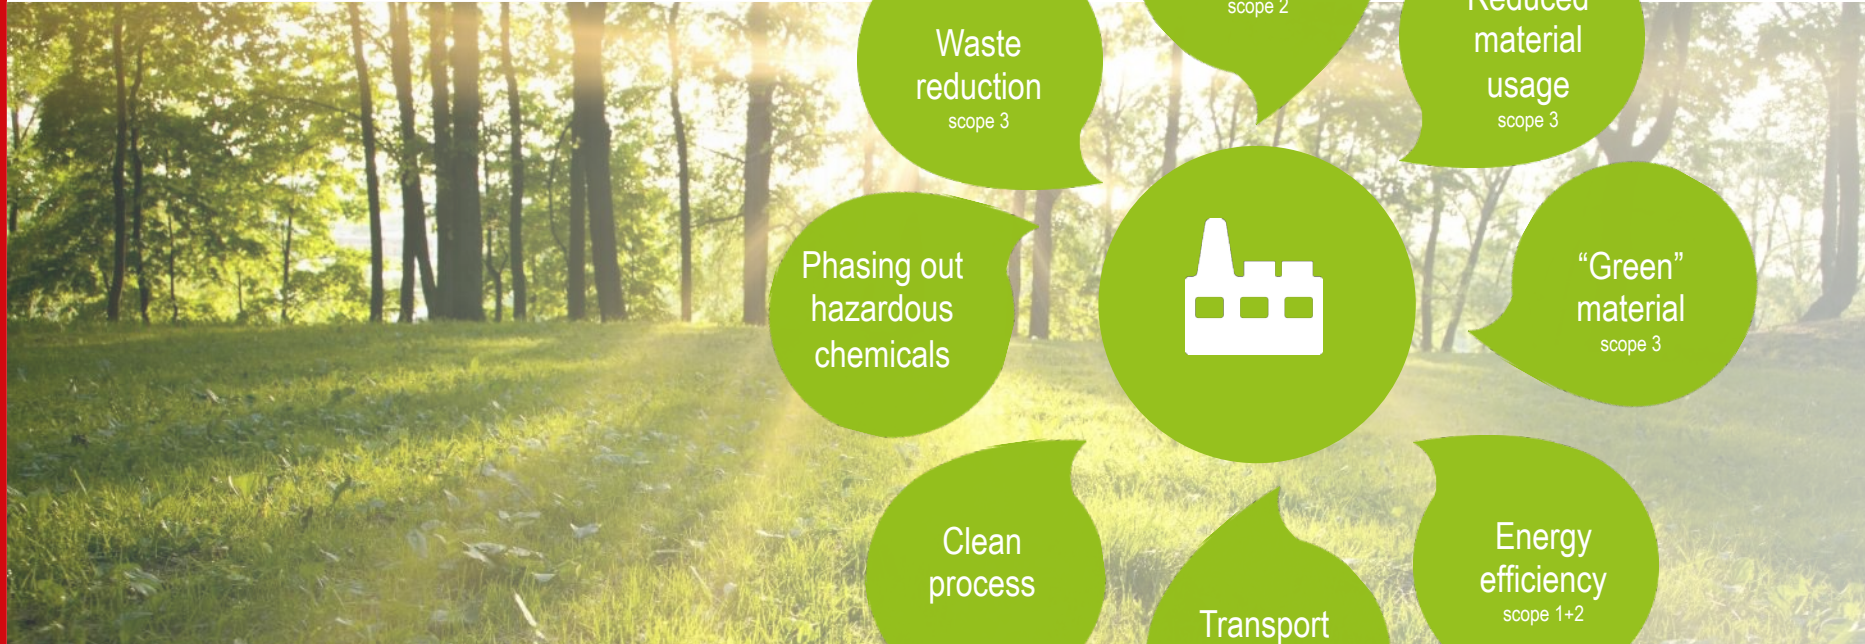 scope 2
Reduced
material
usage
scope 3
Waste
reduction
scope 3
Phasing out
hazardous
chemicals
“Green”
material
scope 3
Clean
process
Energy
efficiency
scope 1+2
Transport